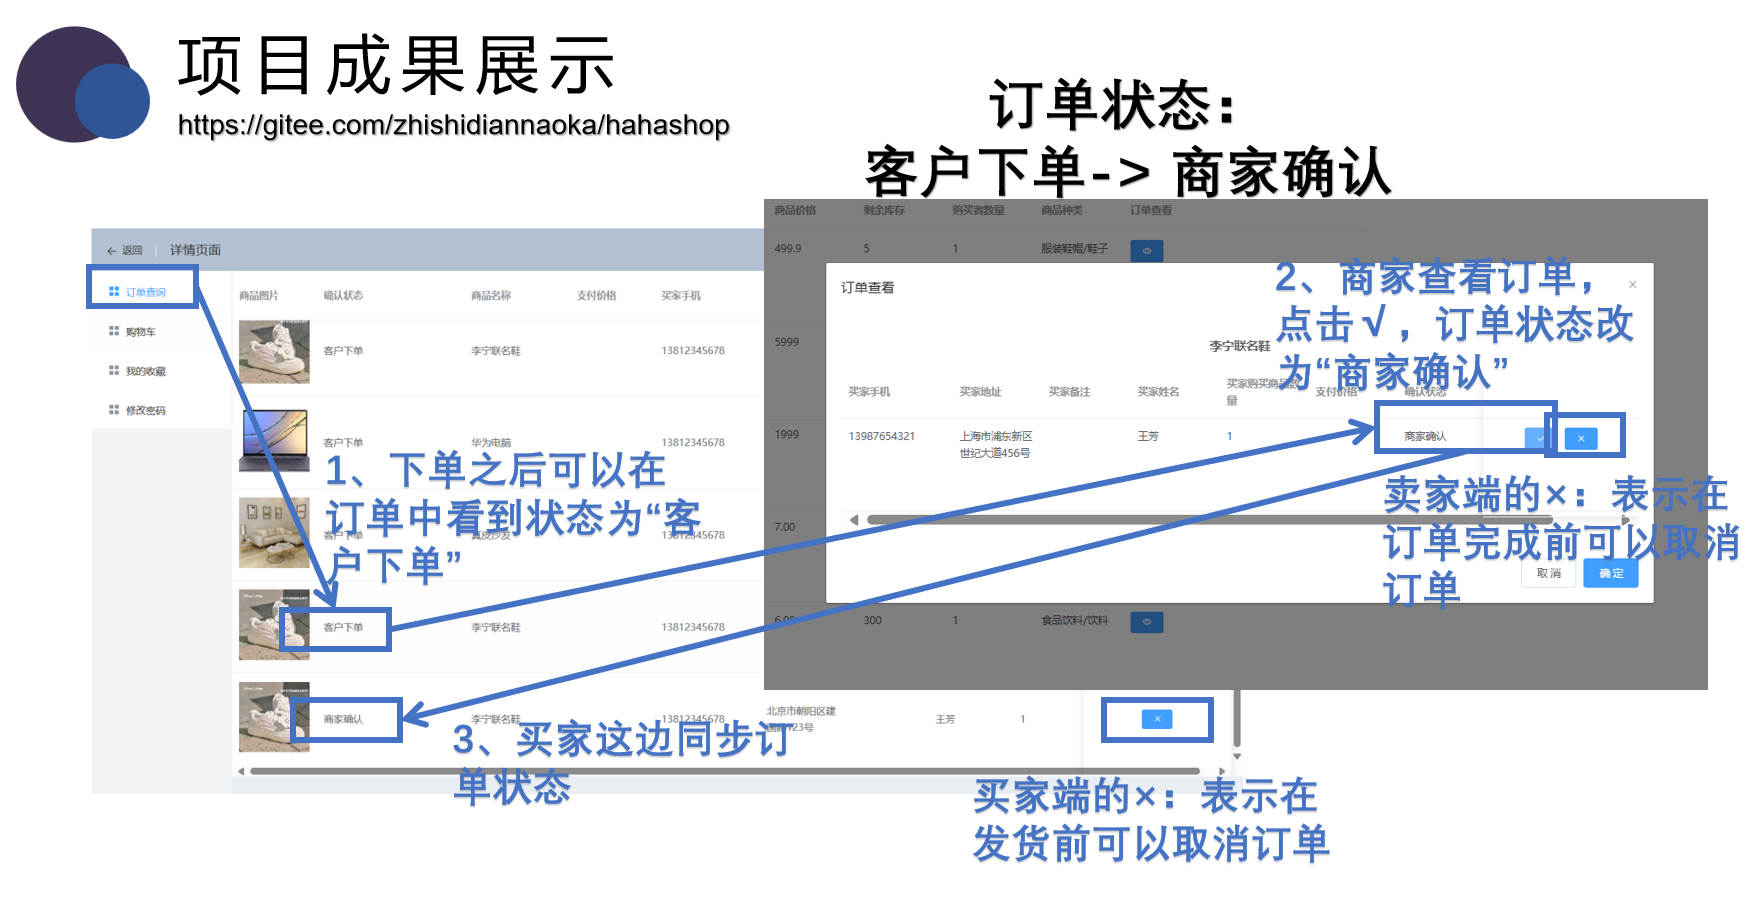 项目成果展示
https://gitee.com/zhishidiannaoka/hahashop
订单状态：
客户下单-> 商家确认
← 返回 | 详情页面
订单查询
购物车
我的收藏
修改密码
商品图片 确认状态 商品名称 支付价格 买家手机
客户下单 李宁联名鞋 13812345678
客户下单 华为电脑 13812345678
客户下单 真皮沙发 13812345678
客户下单 李宁联名鞋 13812345678
商家确认 李宁联名鞋 13812345678 北京市朝阳区建国路123号 王芳 1 ×
1、下单之后可以在
订单中看到状态为“客
户下单”
商品价格 剩余库存 购买者数量 商品种类 订单查看
499.9 5 1 服装鞋帽/鞋子
5999
1999
7.00
6.00 300 1 食品饮料/饮料
订单查看 ×
李宁联名鞋
买家手机 买家地址 买家备注 买家姓名 买家购买商品数量 支付价格 确认状态
13987654321 上海市浦东新区 王芳 1 商家确认 ✓ ×
世纪大道456号
取消 确定
2、商家查看订单，
点击√，订单状态改
为“商家确认”
卖家端的×：表示在
订单完成前可以取消
订单
3、买家这边同步订
单状态
买家端的×：表示在
发货前可以取消订单